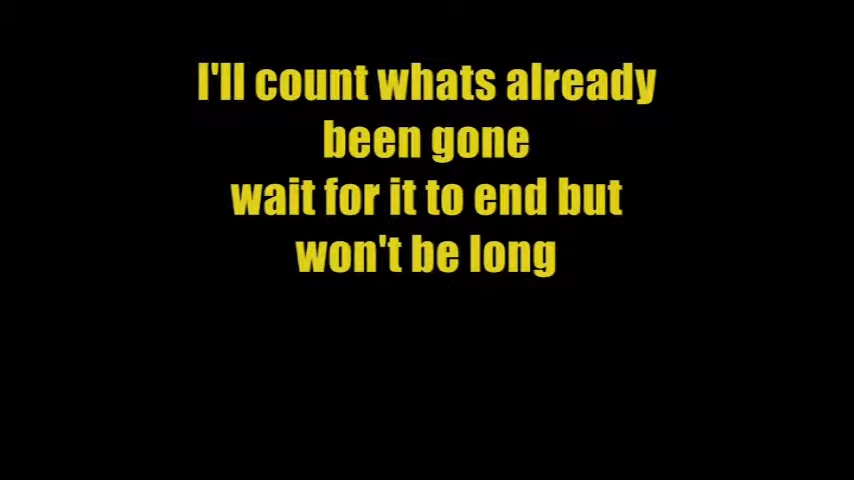 I'll count whats already
been gone
wait for it to end but
won't be long